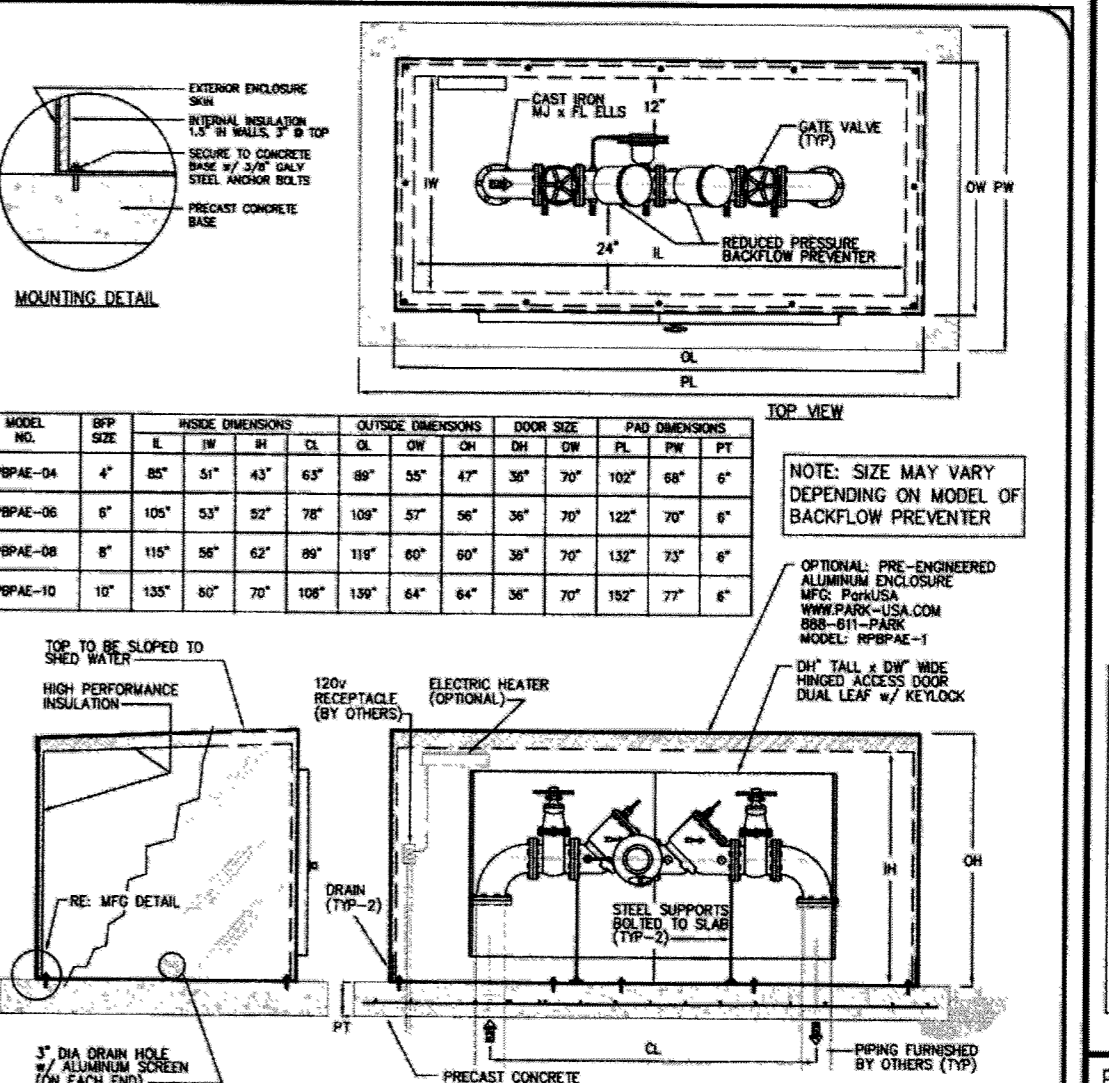 EXTERIOR ENCLOSURE
SKIN
INTERNAL INSULATION
1.5" IN WALLS, 3" @ TOP
SECURE TO CONCRETE
BASE w/ 3/8" GALV
STEEL ANCHOR BOLTS
PRECAST CONCRETE
BASE
MOUNTING DETAIL
CAST IRON
MJ x FL ELLS
12"
GATE VALVE
(TYP)
IW
OW PW
24"
IL
REDUCED PRESSURE
BACKFLOW PREVENTER
OL
PL
TOP VIEW
MODEL NO. BFP SIZE INSIDE DIMENSIONS OUTSIDE DIMENSIONS DOOR SIZE PAD DIMENSIONS
IL IW IH CL OL OW OH DH DW PL PW PT
PBPAE-04 4" 85" 51" 43" 63" 89" 55" 47" 36" 70" 102" 68" 6"
PBPAE-06 6" 105" 53" 52" 78" 109" 57" 56" 36" 70" 122" 70" 6"
PBPAE-08 8" 115" 56" 62" 89" 119" 60" 60" 36" 70" 132" 73" 6"
PBPAE-10 10" 135" 60" 70" 106" 139" 64" 64" 36" 70" 152" 77" 6"
NOTE: SIZE MAY VARY
DEPENDING ON MODEL OF
BACKFLOW PREVENTER
OPTIONAL: PRE-ENGINEERED
ALUMINUM ENCLOSURE
MFG: ParkUSA
WWW.PARK-USA.COM
888-611-PARK
MODEL: RPBPAE-1
DH" TALL x DW" WIDE
HINGED ACCESS DOOR
DUAL LEAF w/ KEYLOCK
TOP TO BE SLOPED TO
SHED WATER
HIGH PERFORMANCE
INSULATION
120v
RECEPTACLE
(BY OTHERS)
ELECTRIC HEATER
(OPTIONAL)
RE: MFG DETAIL
DRAIN
(TYP-2)
STEEL SUPPORTS
BOLTED TO SLAB
(TYP-2)
IH
OH
PT
CL
3" DIA DRAIN HOLE
w/ ALUMINUM SCREEN
(ON EACH END)
PRECAST CONCRETE
PIPING FURNISHED
BY OTHERS (TYP)